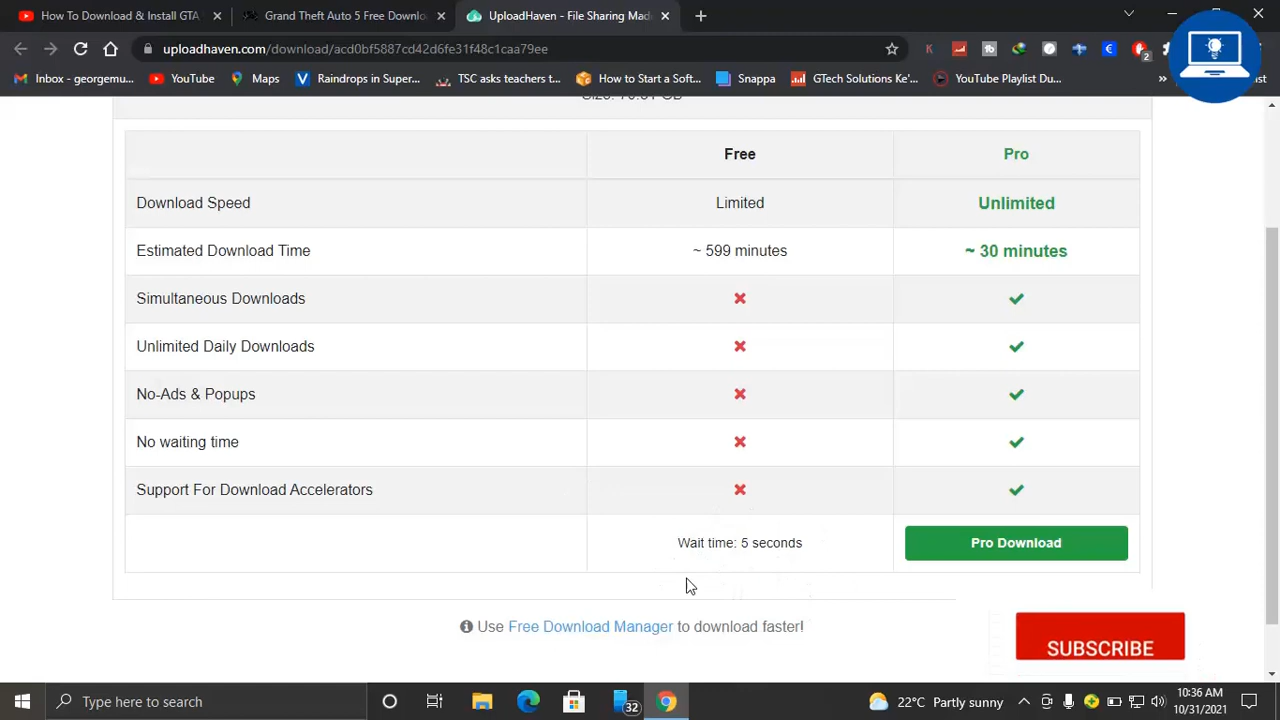 How To Download & Install GTA
Grand Theft Auto 5 Free Downlo
UploadHaven - File Sharing Mad
uploadhaven.com/download/acd0bf5887cd42d6fe31f48c1caa79ee
Inbox - georgemu...
YouTube
Maps
Raindrops in Super...
TSC
How to Start a Soft...
Snappa
GTech Solutions Ke'...
YouTube Playlist Du...
Free
Pro
Download Speed
Limited
Unlimited
Estimated Download Time
~ 599 minutes
~ 30 minutes
Simultaneous Downloads
Unlimited Daily Downloads
No-Ads & Popups
No waiting time
Support For Download Accelerators
Wait time: 5 seconds
Pro Download
Use Free Download Manager to download faster!
SUBSCRIBE
Type here to search
32
22°C Partly sunny
10:36 AM
10/31/2021